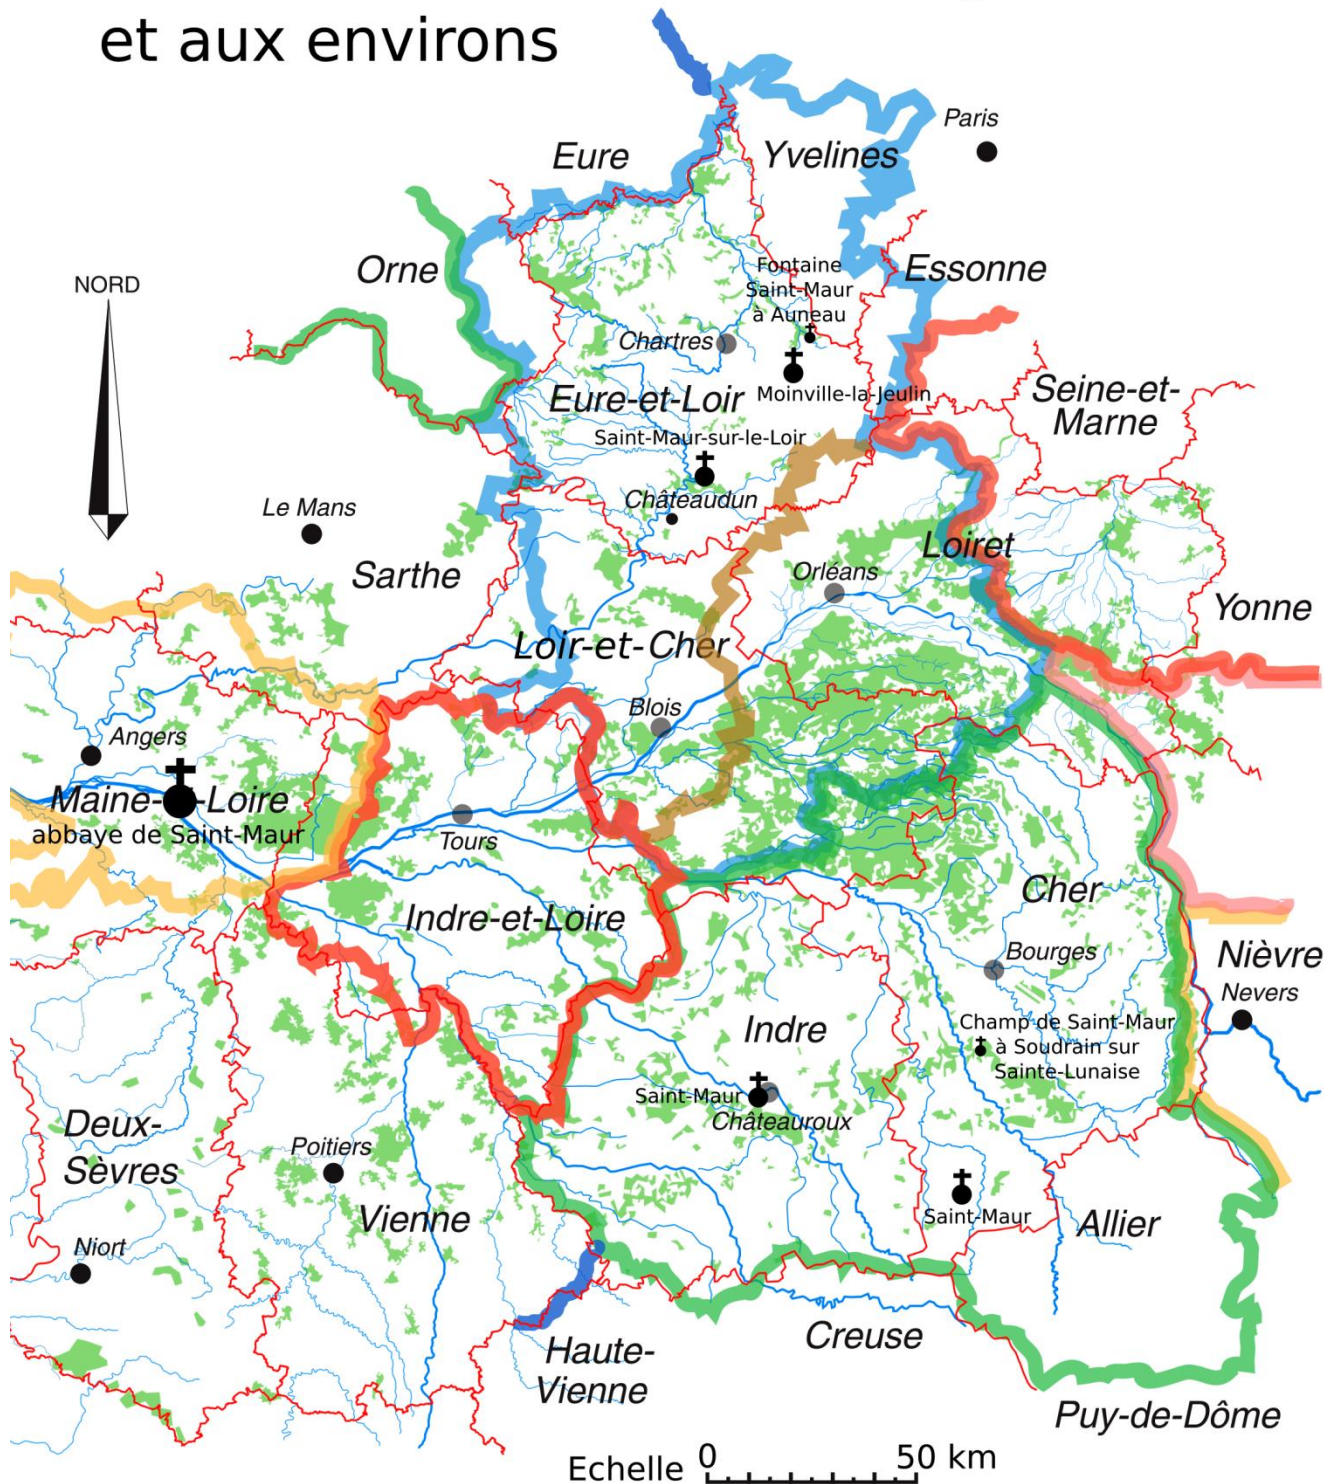 et aux environs
Paris
Eure
Yvelines
Orne
Essonne
NORD
Fontaine
Saint-Maur
à Auneau
Chartres
Eure-et-Loir
Moinville-la-Jeulin
Seine-et-
Marne
Saint-Maur-sur-le-Loir
Châteaudun
Le Mans
Sarthe
Loiret
Orléans
Yonne
Loir-et-Cher
Blois
Angers
Maine-et-Loire
abbaye de Saint-Maur
Tours
Indre-et-Loire
Cher
Bourges
Nièvre
Nevers
Indre
Champ de Saint-Maur
à Soudrain sur
Sainte-Lunaise
Saint-Maur
Châteauroux
Deux-
Sèvres
Poitiers
Vienne
Saint-Maur
Allier
Niort
Creuse
Haute-
Vienne
Puy-de-Dôme
Echelle 0 50 km